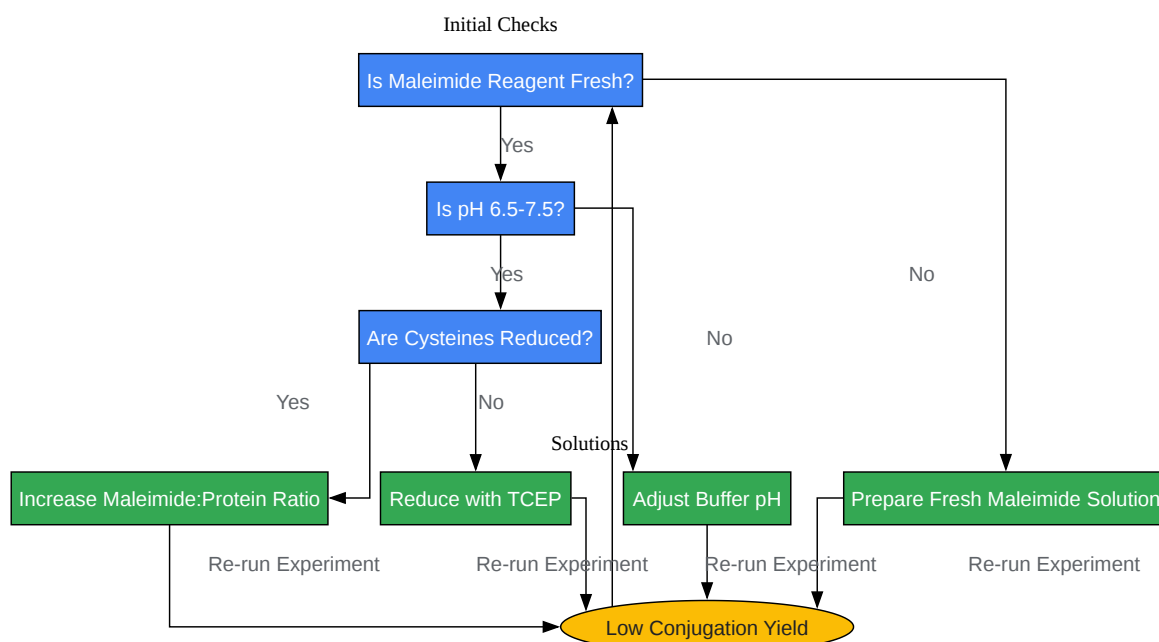 Initial Checks
Is Maleimide Reagent Fresh?
Yes
Is pH 6.5-7.5?
Yes
No
Are Cysteines Reduced?
No
Yes
No
Solutions
Increase Maleimide:Protein Ratio
Reduce with TCEP
Adjust Buffer pH
Prepare Fresh Maleimide Solution
Re-run Experiment
Re-run Experiment
Re-run Experiment
Re-run Experiment
Low Conjugation Yield